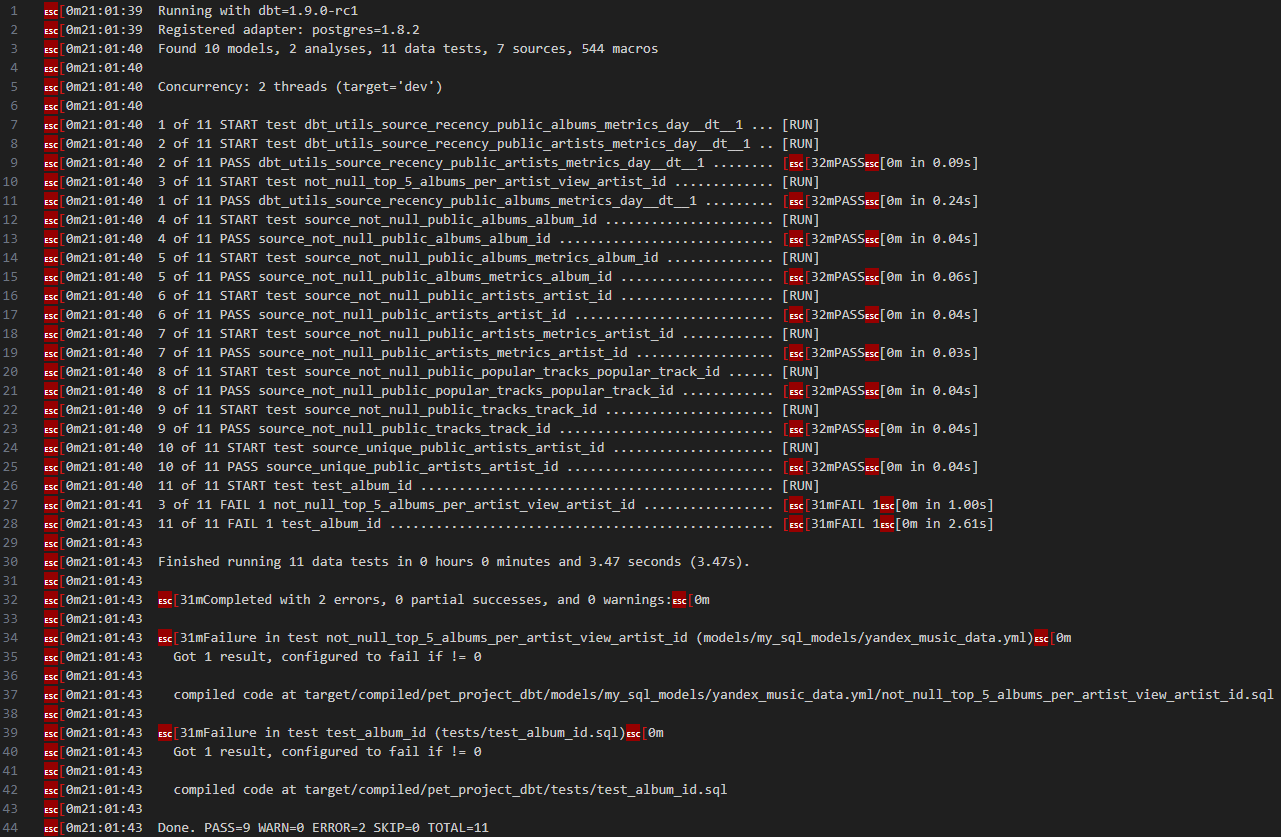 1 ESC[0m21:01:39  Running with dbt=1.9.0-rc1
2 ESC[0m21:01:39  Registered adapter: postgres=1.8.2
3 ESC[0m21:01:40  Found 10 models, 2 analyses, 11 data tests, 7 sources, 544 macros
4 ESC[0m21:01:40
5 ESC[0m21:01:40  Concurrency: 2 threads (target='dev')
6 ESC[0m21:01:40
7 ESC[0m21:01:40  1 of 11 START test dbt_utils_source_recency_public_albums_metrics_day__dt__1 ... [RUN]
8 ESC[0m21:01:40  2 of 11 START test dbt_utils_source_recency_public_artists_metrics_day__dt__1 .. [RUN]
9 ESC[0m21:01:40  2 of 11 PASS dbt_utils_source_recency_public_artists_metrics_day__dt__1 ........ [ESC[32mPASSESC[0m in 0.09s]
10 ESC[0m21:01:40  3 of 11 START test not_null_top_5_albums_per_artist_view_artist_id ............. [RUN]
11 ESC[0m21:01:40  1 of 11 PASS dbt_utils_source_recency_public_albums_metrics_day__dt__1 ......... [ESC[32mPASSESC[0m in 0.24s]
12 ESC[0m21:01:40  4 of 11 START test source_not_null_public_albums_album_id ...................... [RUN]
13 ESC[0m21:01:40  4 of 11 PASS source_not_null_public_albums_album_id ............................ [ESC[32mPASSESC[0m in 0.04s]
14 ESC[0m21:01:40  5 of 11 START test source_not_null_public_albums_metrics_album_id .............. [RUN]
15 ESC[0m21:01:40  5 of 11 PASS source_not_null_public_albums_metrics_album_id .................... [ESC[32mPASSESC[0m in 0.06s]
16 ESC[0m21:01:40  6 of 11 START test source_not_null_public_artists_artist_id .................... [RUN]
17 ESC[0m21:01:40  6 of 11 PASS source_not_null_public_artists_artist_id .......................... [ESC[32mPASSESC[0m in 0.04s]
18 ESC[0m21:01:40  7 of 11 START test source_not_null_public_artists_metrics_artist_id ............ [RUN]
19 ESC[0m21:01:40  7 of 11 PASS source_not_null_public_artists_metrics_artist_id .................. [ESC[32mPASSESC[0m in 0.03s]
20 ESC[0m21:01:40  8 of 11 START test source_not_null_public_popular_tracks_popular_track_id ...... [RUN]
21 ESC[0m21:01:40  8 of 11 PASS source_not_null_public_popular_tracks_popular_track_id ............ [ESC[32mPASSESC[0m in 0.04s]
22 ESC[0m21:01:40  9 of 11 START test source_not_null_public_tracks_track_id ...................... [RUN]
23 ESC[0m21:01:40  9 of 11 PASS source_not_null_public_tracks_track_id ............................ [ESC[32mPASSESC[0m in 0.04s]
24 ESC[0m21:01:40  10 of 11 START test source_unique_public_artists_artist_id ..................... [RUN]
25 ESC[0m21:01:40  10 of 11 PASS source_unique_public_artists_artist_id ........................... [ESC[32mPASSESC[0m in 0.04s]
26 ESC[0m21:01:40  11 of 11 START test test_album_id .............................................. [RUN]
27 ESC[0m21:01:41  3 of 11 FAIL 1 not_null_top_5_albums_per_artist_view_artist_id ................. [ESC[31mFAIL 1ESC[0m in 1.00s]
28 ESC[0m21:01:43  11 of 11 FAIL 1 test_album_id .................................................. [ESC[31mFAIL 1ESC[0m in 2.61s]
29 ESC[0m21:01:43
30 ESC[0m21:01:43  Finished running 11 data tests in 0 hours 0 minutes and 3.47 seconds (3.47s).
31 ESC[0m21:01:43
32 ESC[0m21:01:43  ESC[31mCompleted with 2 errors, 0 partial successes, and 0 warnings:ESC[0m
33 ESC[0m21:01:43
34 ESC[0m21:01:43  ESC[31mFailure in test not_null_top_5_albums_per_artist_view_artist_id (models/my_sql_models/yandex_music_data.yml)ESC[0m
35 ESC[0m21:01:43    Got 1 result, configured to fail if != 0
36 ESC[0m21:01:43
37 ESC[0m21:01:43    compiled code at target/compiled/pet_project_dbt/models/my_sql_models/yandex_music_data.yml/not_null_top_5_albums_per_artist_view_artist_id.sql
38 ESC[0m21:01:43
39 ESC[0m21:01:43  ESC[31mFailure in test test_album_id (tests/test_album_id.sql)ESC[0m
40 ESC[0m21:01:43    Got 1 result, configured to fail if != 0
41 ESC[0m21:01:43
42 ESC[0m21:01:43    compiled code at target/compiled/pet_project_dbt/tests/test_album_id.sql
43 ESC[0m21:01:43
44 ESC[0m21:01:43  Done. PASS=9 WARN=0 ERROR=2 SKIP=0 TOTAL=11